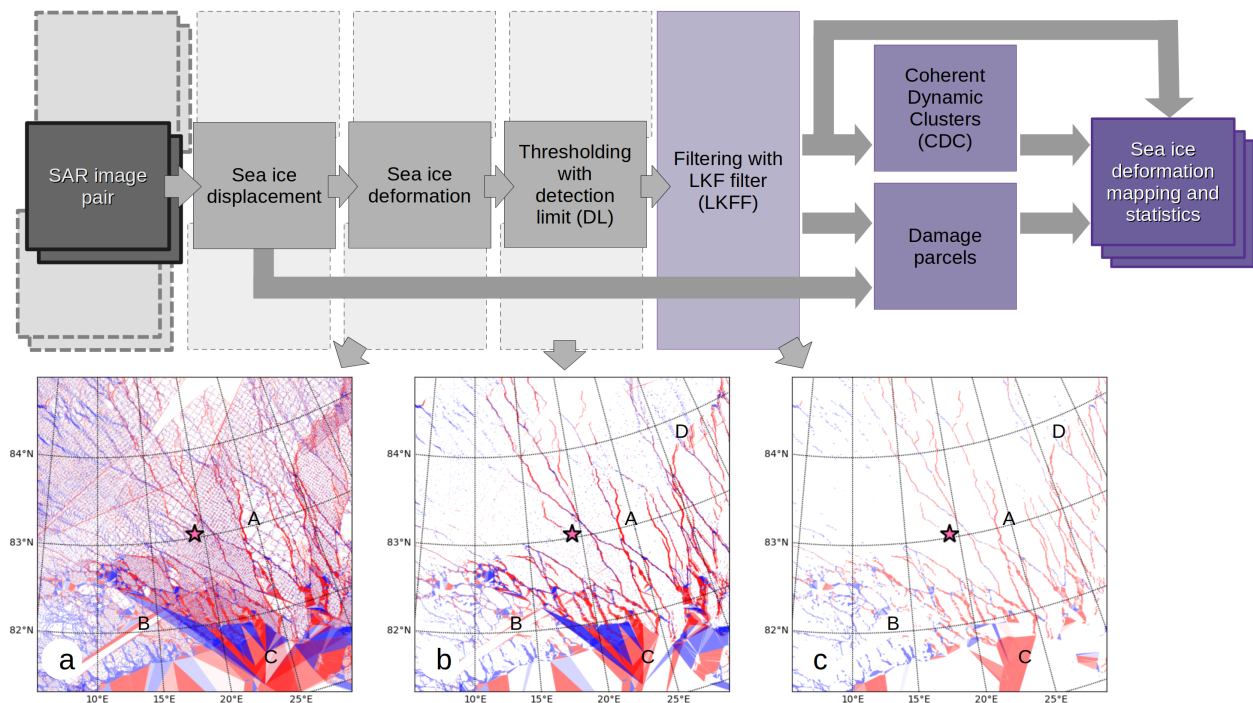 SAR image
pair
Sea ice
displacement
Sea ice
deformation
Thresholding
with
detection
limit (DL)
Filtering with
LKF filter
(LKFF)
Coherent
Dynamic
Clusters
(CDC)
Damage
parcels
Sea ice
deformation
mapping and
statistics
84°N
83°N
82°N
A
B
C
a
10°E
15°E
20°E
25°E
84°N
83°N
82°N
D
A
B
C
b
10°E
15°E
20°E
25°E
84°N
83°N
82°N
D
A
B
C
c
10°E
15°E
20°E
25°E